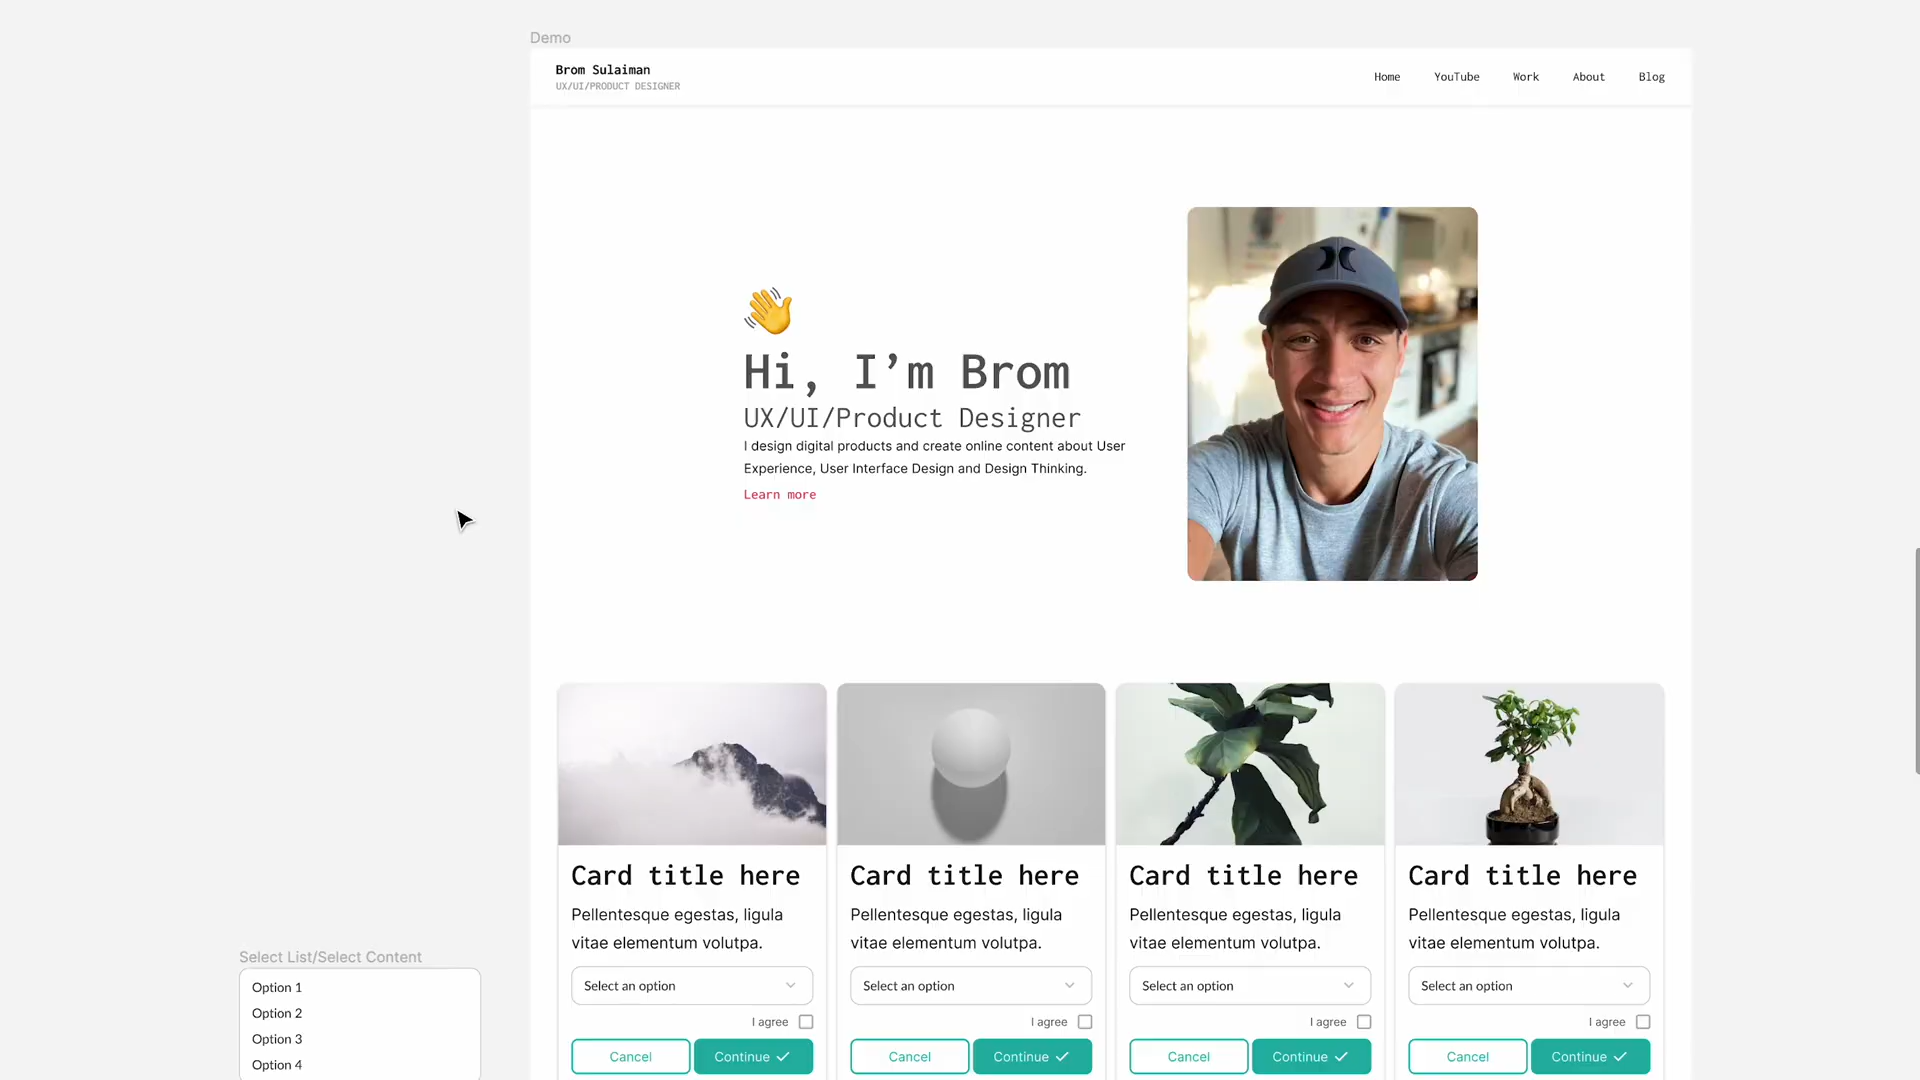 Demo
Brom Sulaiman
UX/UI/PRODUCT DESIGNER
Home YouTube Work About Blog
Hi, I’m Brom
UX/UI/Product Designer
I design digital products and create online content about User
Experience, User Interface Design and Design Thinking.
Learn more
Card title here
Pellentesque egestas, ligula
vitae elementum volutpa.
Select an option
I agree
Cancel Continue
Card title here
Pellentesque egestas, ligula
vitae elementum volutpa.
Select an option
I agree
Cancel Continue
Card title here
Pellentesque egestas, ligula
vitae elementum volutpa.
Select an option
I agree
Cancel Continue
Card title here
Pellentesque egestas, ligula
vitae elementum volutpa.
Select an option
I agree
Cancel Continue
Select List/Select Content
Option 1
Option 2
Option 3
Option 4